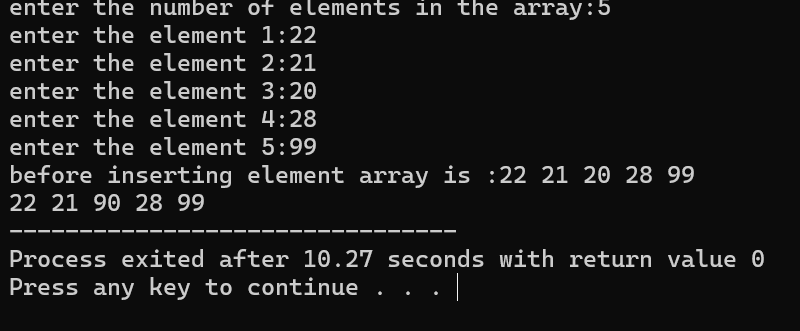 enter the number of elements in the array:5
enter the element 1:22
enter the element 2:21
enter the element 3:20
enter the element 4:28
enter the element 5:99
before inserting element array is :22 21 20 28 99
22 21 90 28 99
--------------------------------
Process exited after 10.27 seconds with return value 0
Press any key to continue . . .